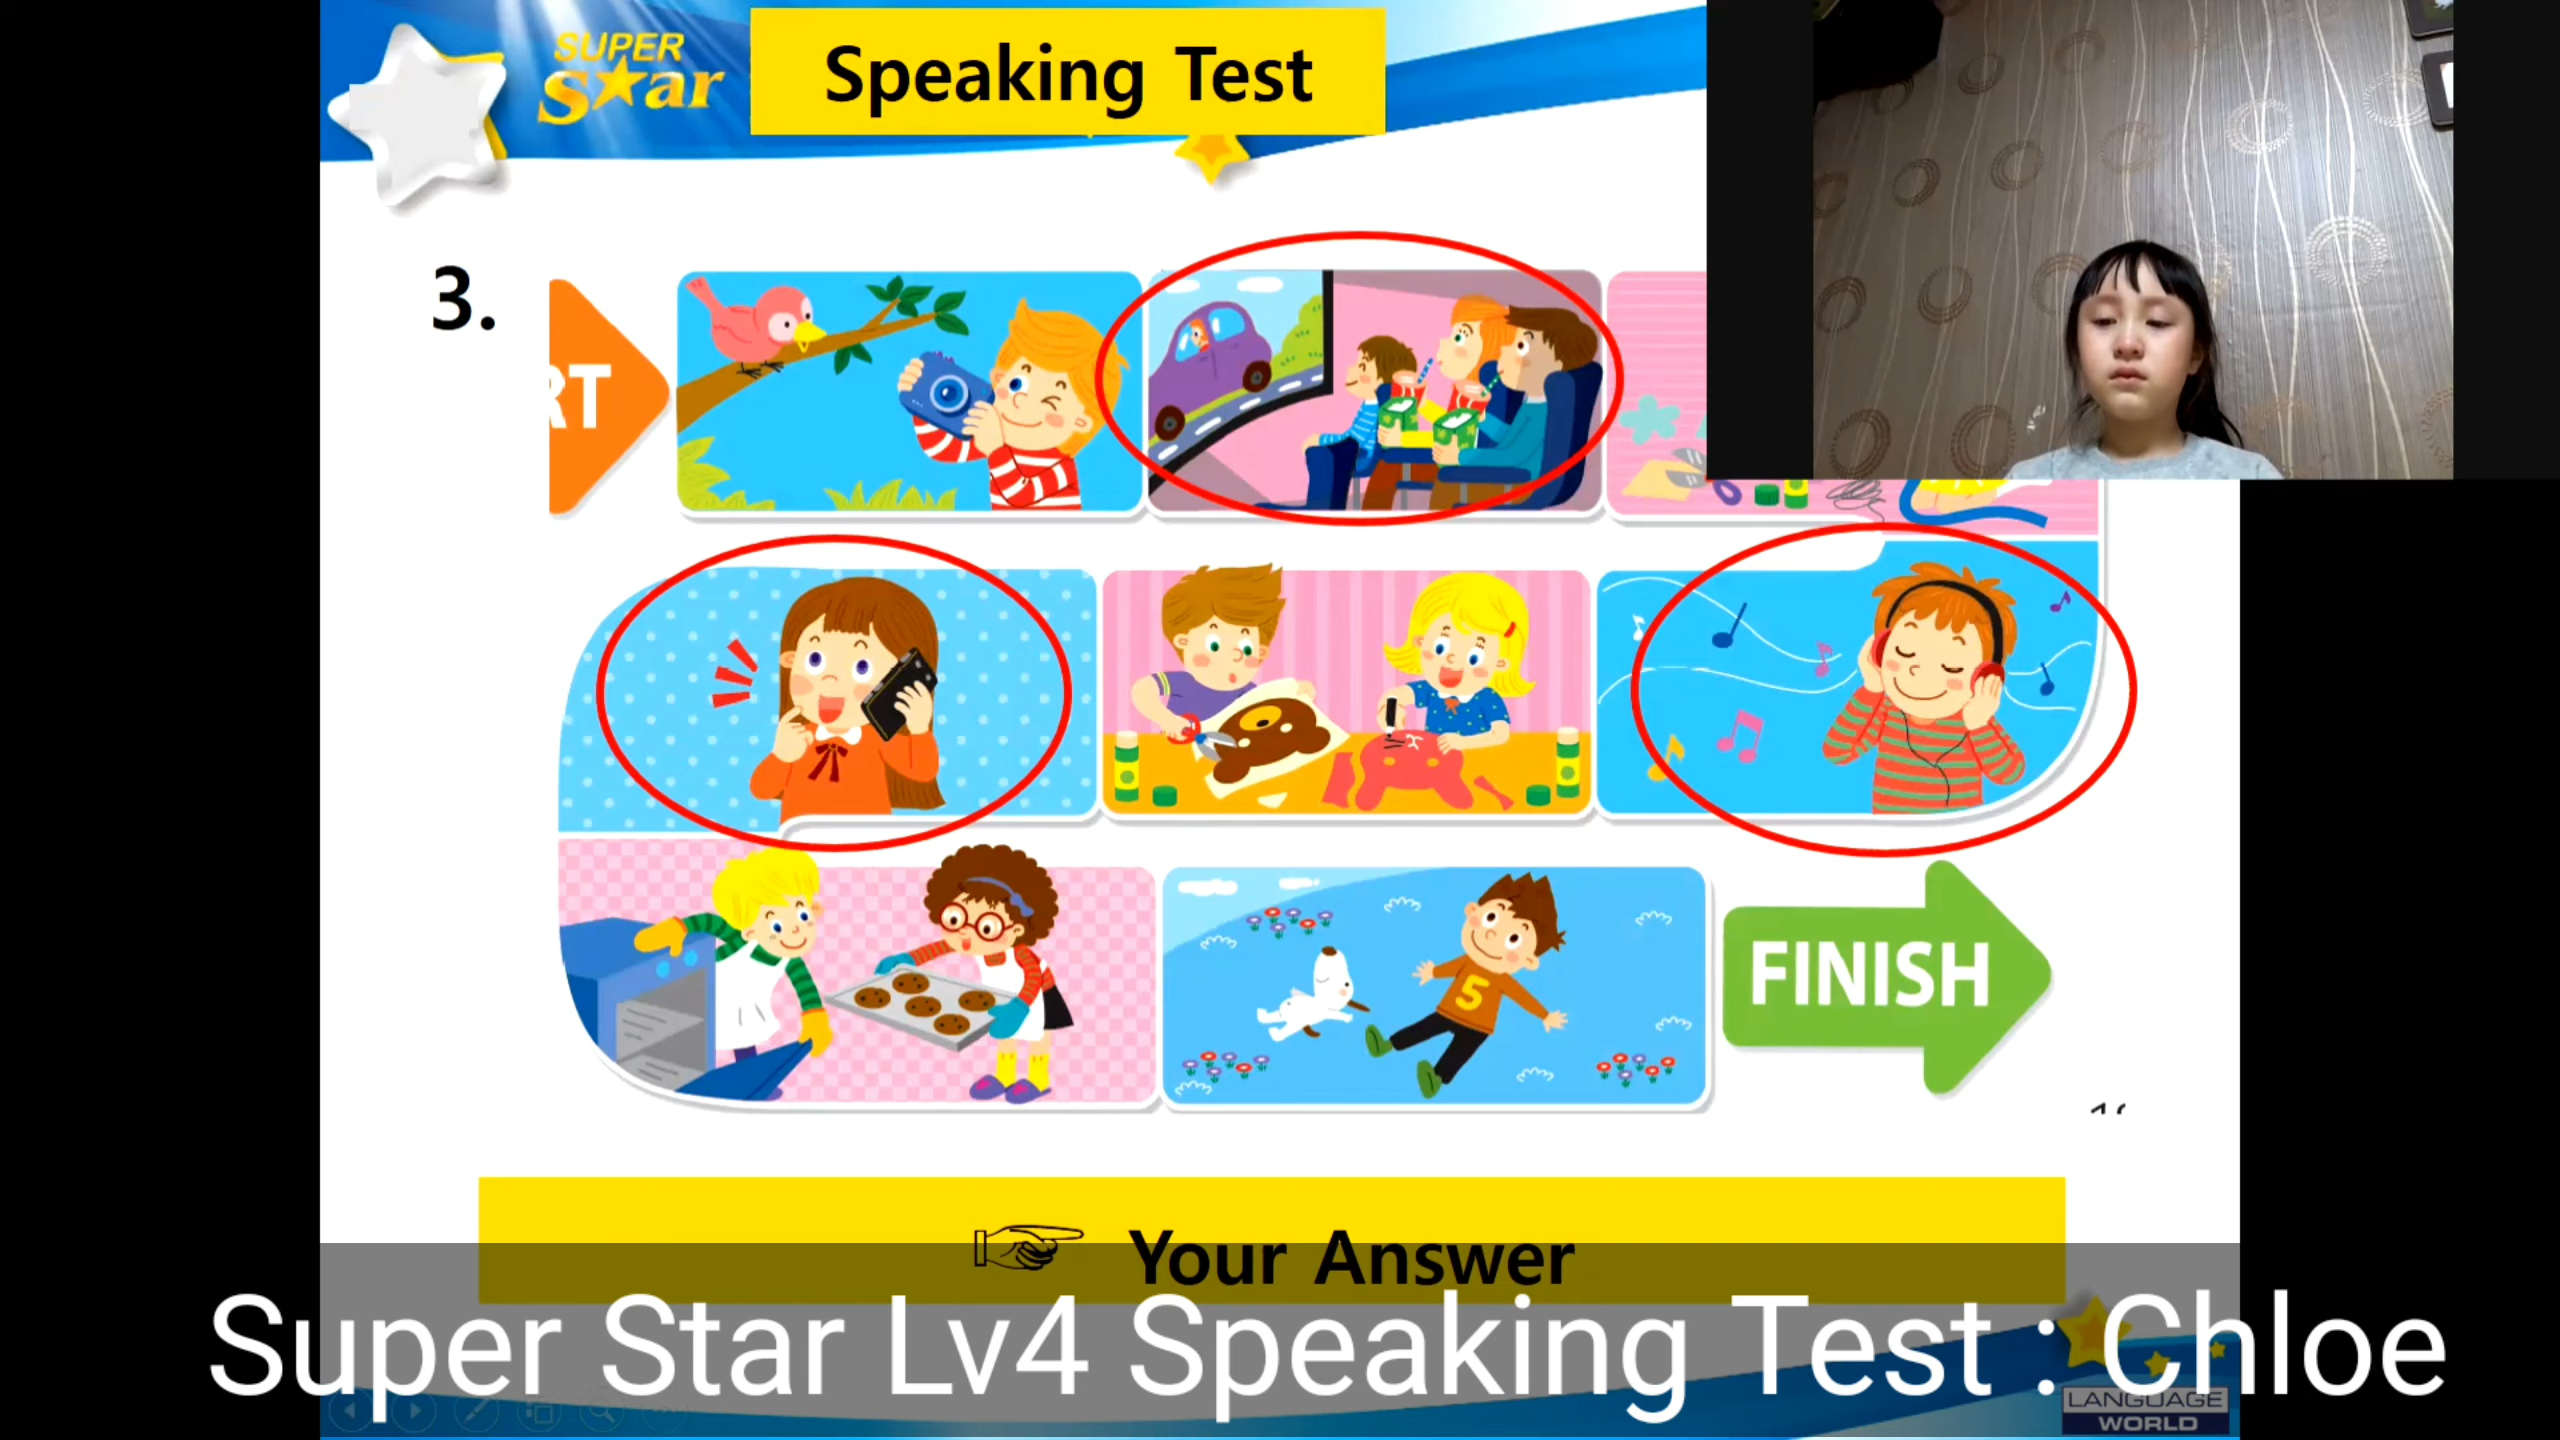 SUPER
Star
Speaking Test
3.
RT
5
FINISH
Your Answer
Super Star Lv4 Speaking Test : Chloe
LANGUAGE
WORLD